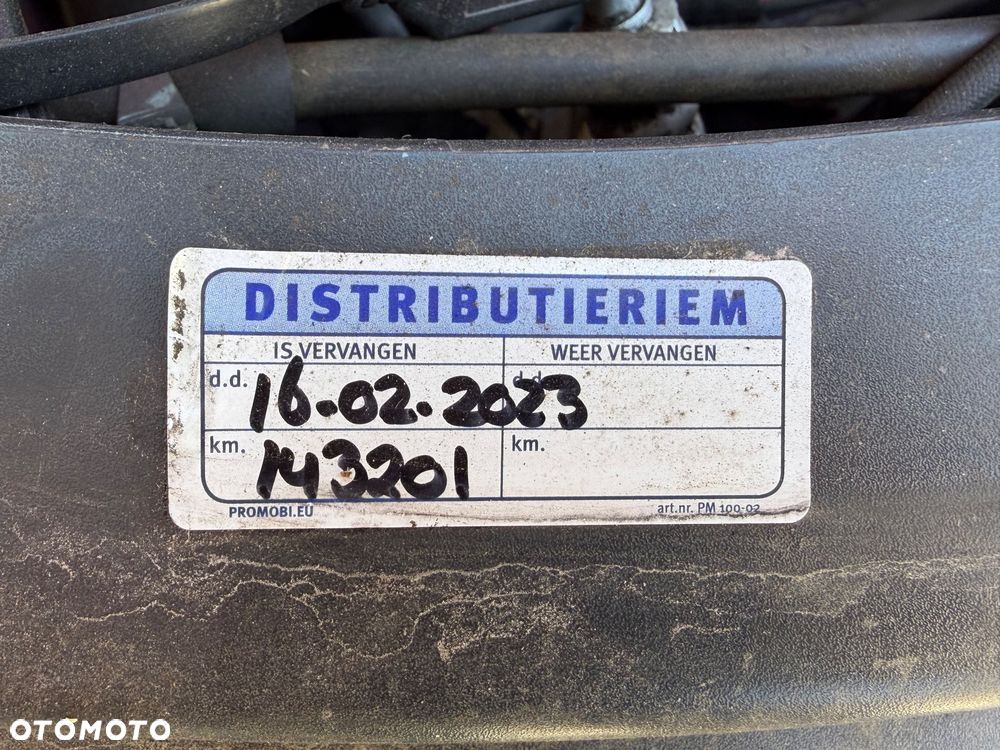 DISTRIBUTIERIEM
IS VERVANGEN WEER VERVANGEN
d.d. 16-02-2023 d.d.
km. 143201 km.
PROMOBI.EU art.nr. PM 100-02
OTOMOTO